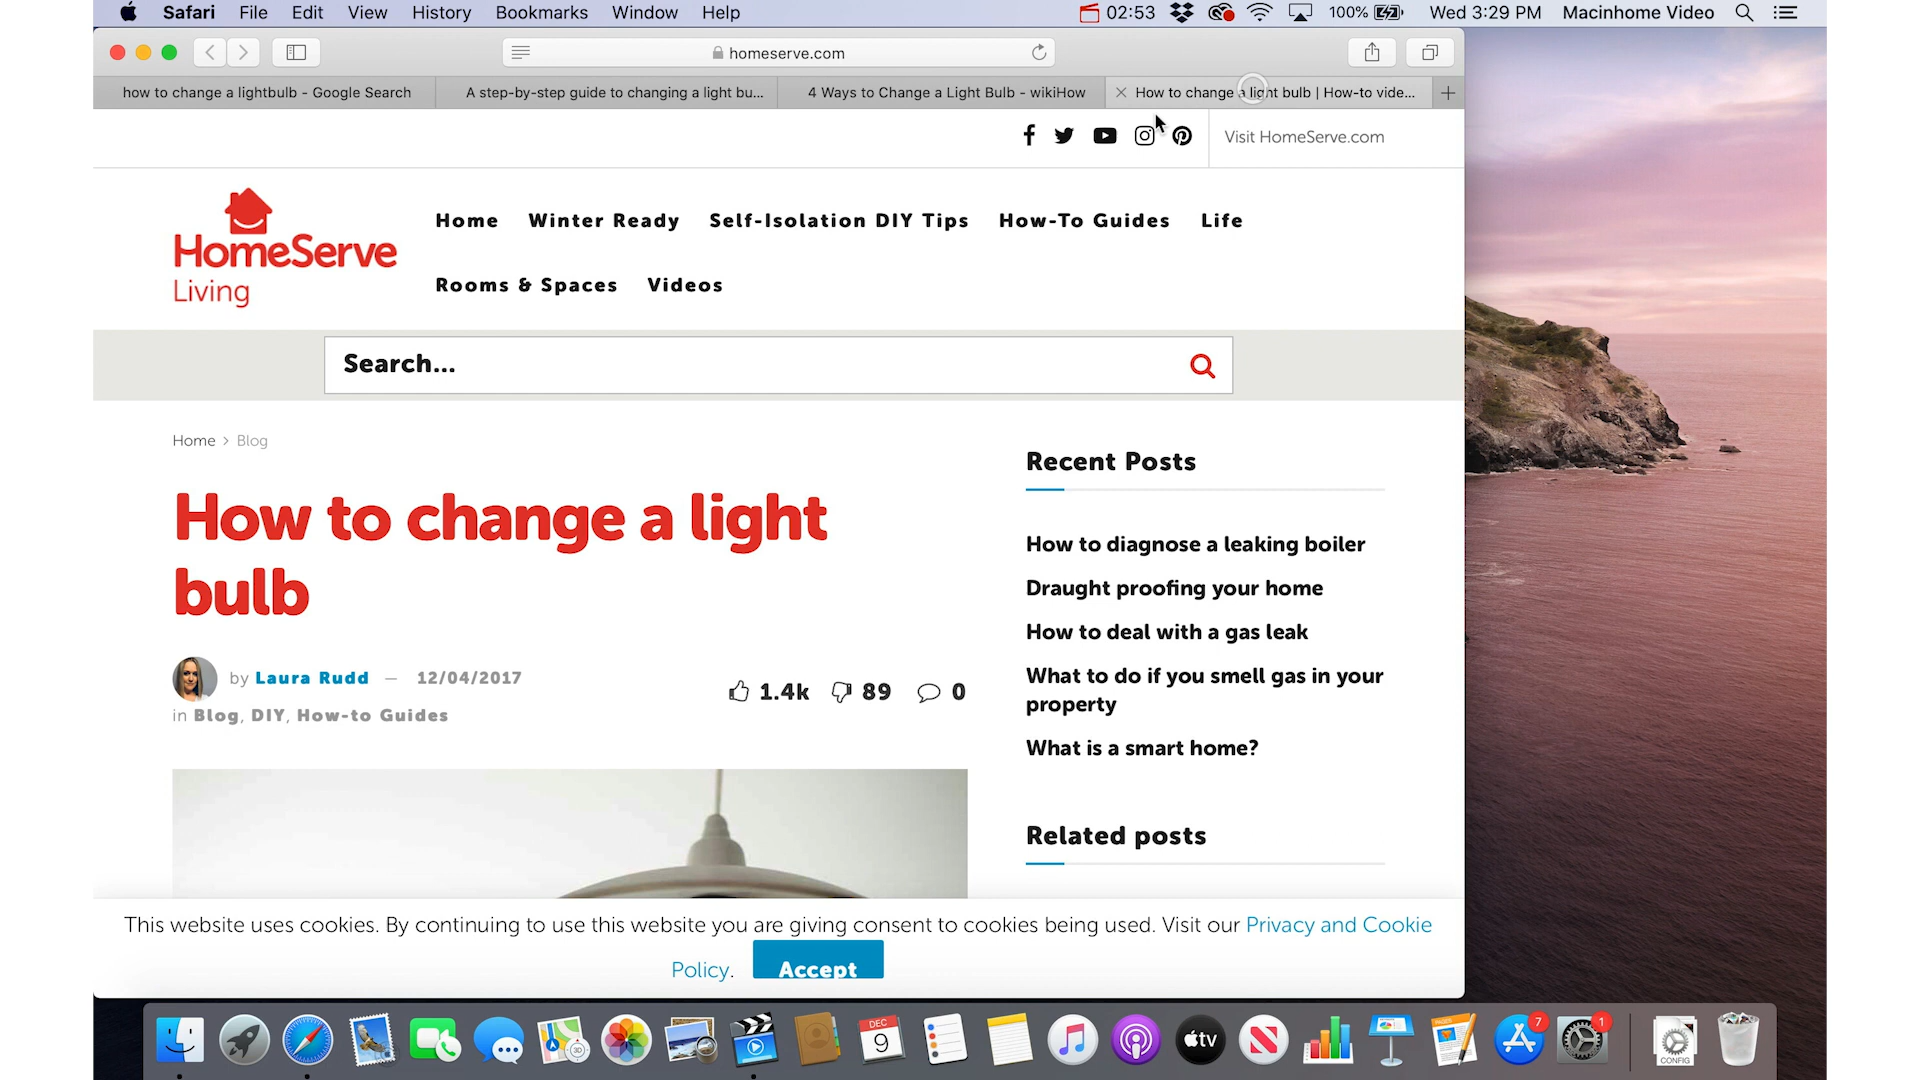 Safari File Edit View History Bookmarks Window Help 02:53 100% Wed 3:29 PM Macinhome Video
homeserve.com
how to change a lightbulb - Google Search A step-by-step guide to changing a light bu... 4 Ways to Change a Light Bulb - wikiHow How to change a light bulb | How-to vide...
Visit HomeServe.com
HomeServe
Living
Home Winter Ready Self-Isolation DIY Tips How-To Guides Life
Rooms & Spaces Videos
Search...
Home > Blog
How to change a light
bulb
by Laura Rudd — 12/04/2017
in Blog, DIY, How-to Guides
1.4k 89 0
Recent Posts
How to diagnose a leaking boiler
Draught proofing your home
How to deal with a gas leak
What to do if you smell gas in your
property
What is a smart home?
Related posts
This website uses cookies. By continuing to use this website you are giving consent to cookies being used. Visit our Privacy and Cookie
Policy. Accept
3D
DEC
9
tv
PAGES
7
1
CONFIG